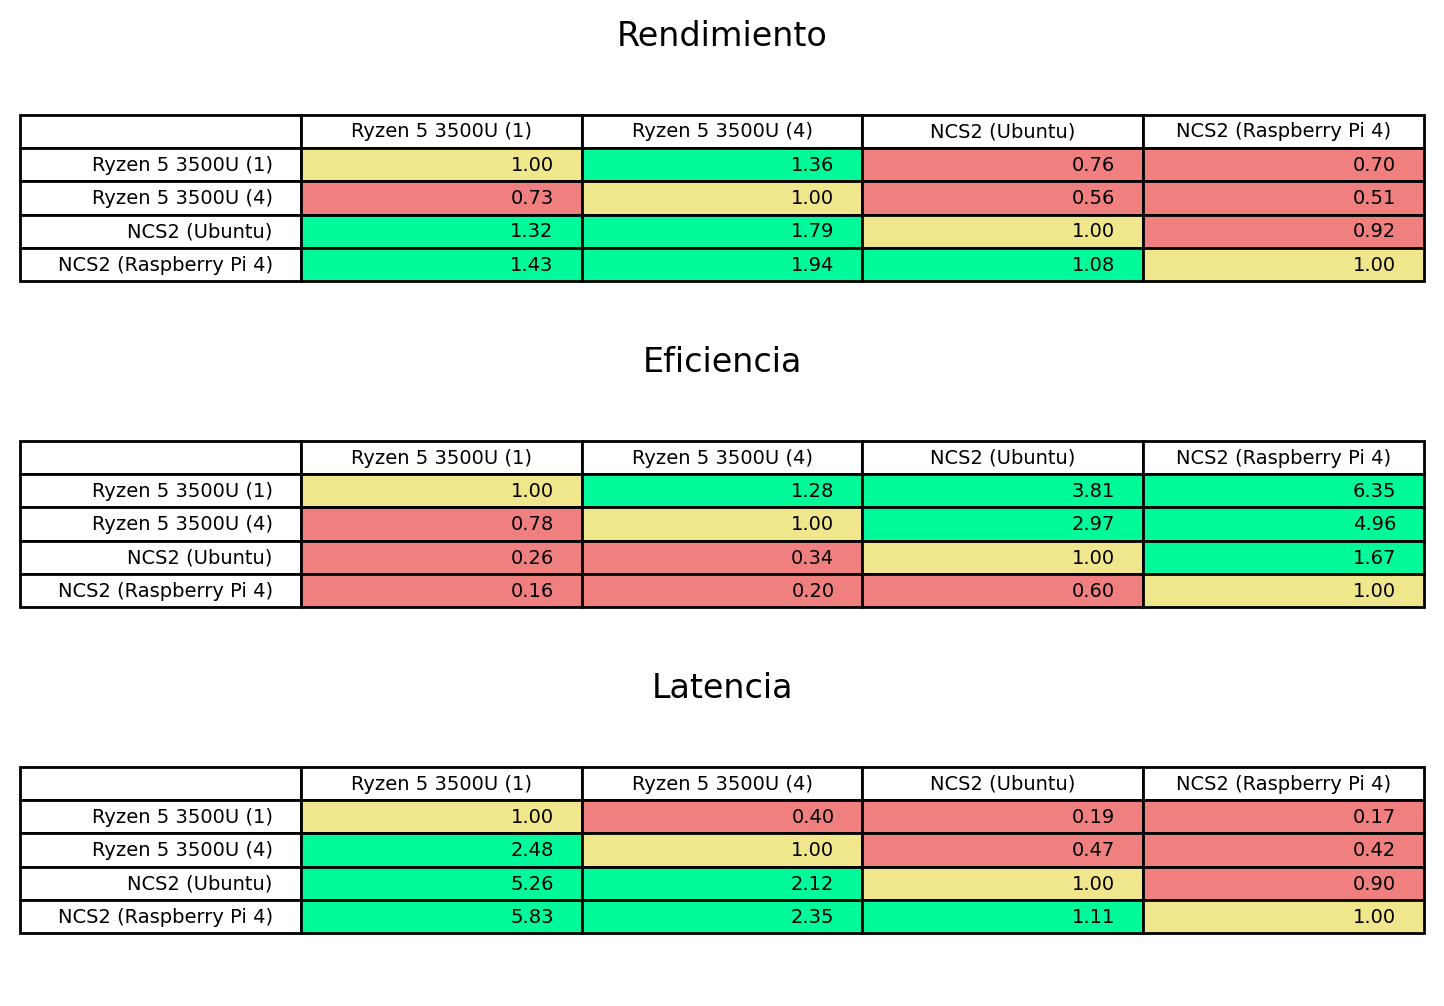 Rendimiento
Ryzen 5 3500U (1) Ryzen 5 3500U (4) NCS2 (Ubuntu) NCS2 (Raspberry Pi 4)
Ryzen 5 3500U (1) 1.00 1.36 0.76 0.70
Ryzen 5 3500U (4) 0.73 1.00 0.56 0.51
NCS2 (Ubuntu) 1.32 1.79 1.00 0.92
NCS2 (Raspberry Pi 4) 1.43 1.94 1.08 1.00
Eficiencia
Ryzen 5 3500U (1) Ryzen 5 3500U (4) NCS2 (Ubuntu) NCS2 (Raspberry Pi 4)
Ryzen 5 3500U (1) 1.00 1.28 3.81 6.35
Ryzen 5 3500U (4) 0.78 1.00 2.97 4.96
NCS2 (Ubuntu) 0.26 0.34 1.00 1.67
NCS2 (Raspberry Pi 4) 0.16 0.20 0.60 1.00
Latencia
Ryzen 5 3500U (1) Ryzen 5 3500U (4) NCS2 (Ubuntu) NCS2 (Raspberry Pi 4)
Ryzen 5 3500U (1) 1.00 0.40 0.19 0.17
Ryzen 5 3500U (4) 2.48 1.00 0.47 0.42
NCS2 (Ubuntu) 5.26 2.12 1.00 0.90
NCS2 (Raspberry Pi 4) 5.83 2.35 1.11 1.00